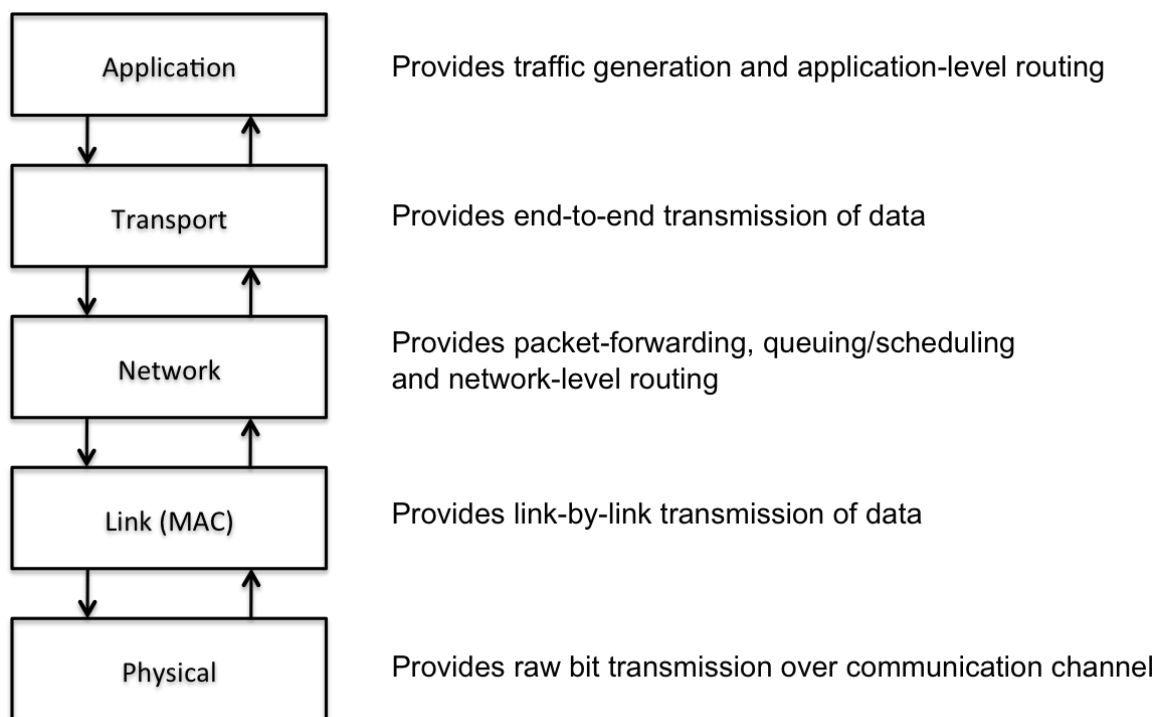 Application
Provides traffic generation and application-level routing
Transport
Provides end-to-end transmission of data
Network
Provides packet-forwarding, queuing/scheduling
and network-level routing
Link (MAC)
Provides link-by-link transmission of data
Physical
Provides raw bit transmission over communication channel